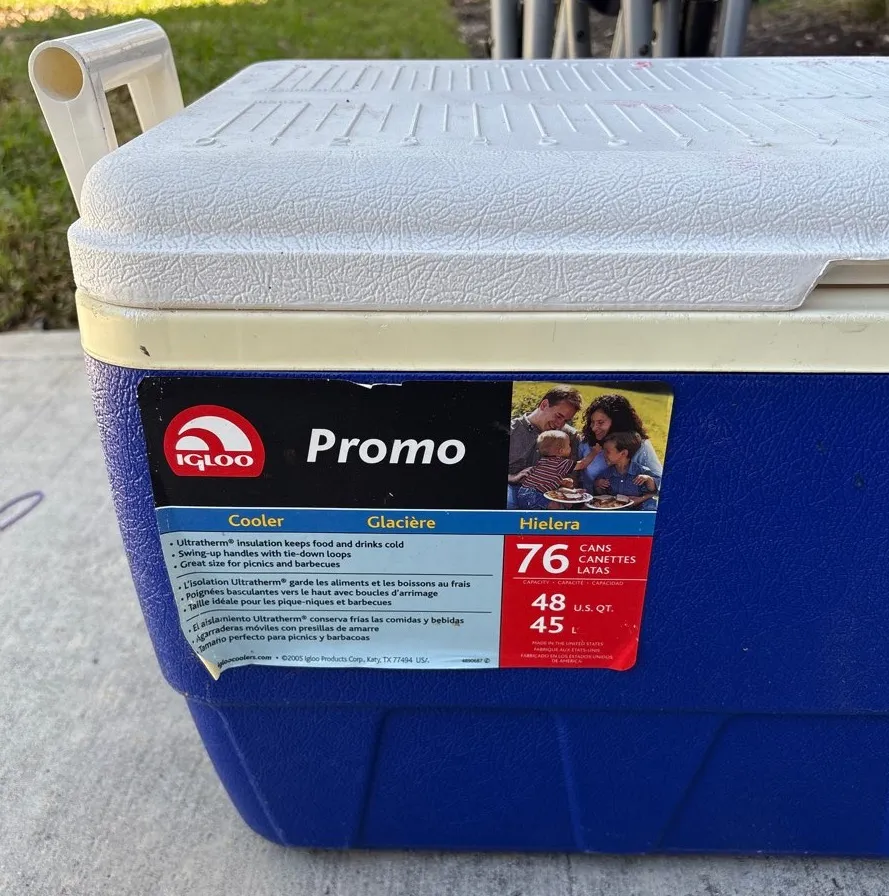 IGLOO
Promo
Cooler Glacière Hielera
• Ultratherm® insulation keeps food and drinks cold
• Swing-up handles with tie-down loops
• Great size for picnics and barbecues
• L'isolation Ultratherm® garde les aliments et les boissons au frais
• Poignées basculantes vers le haut avec boucles d'arrimage
• Taille idéale pour les pique-niques et barbecues
• El aislamiento Ultratherm® conserva frías las comidas y bebidas
• Agarraderas móviles con presillas de amarre
• Tamaño perfecto para picnics y barbacoas
igloocoolers.com • ©2005 Igloo Products Corp., Katy, TX 77494 USA.
76 CANS
CANETTES
LATAS
CAPACITY • CAPACITÉ • CAPACIDAD
48 U.S. QT.
45 L
MADE IN THE UNITED STATES
FABRIQUÉ AUX ÉTATS-UNIS
FABRICADO EN LOS ESTADOS UNIDOS
DE AMÉRICA